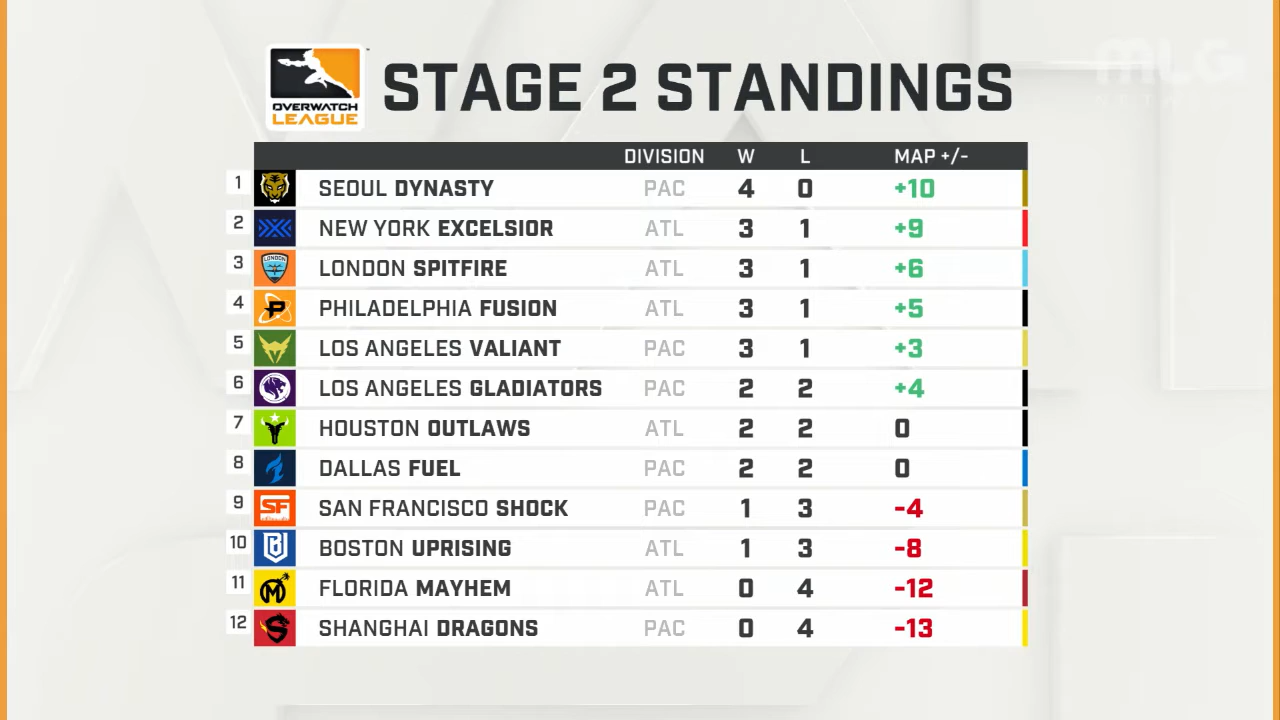 OVERWATCH
LEAGUE
STAGE 2 STANDINGS
MLG
NETWORK
DIVISION W L MAP +/-
1 SEOUL DYNASTY PAC 4 0 +10
2 NEW YORK EXCELSIOR ATL 3 1 +9
3 LONDON SPITFIRE ATL 3 1 +6
4 PHILADELPHIA FUSION ATL 3 1 +5
5 LOS ANGELES VALIANT PAC 3 1 +3
6 LOS ANGELES GLADIATORS PAC 2 2 +4
7 HOUSTON OUTLAWS ATL 2 2 0
8 DALLAS FUEL PAC 2 2 0
9 SF SAN FRANCISCO SHOCK PAC 1 3 -4
10 BOSTON UPRISING ATL 1 3 -8
11 FLORIDA MAYHEM ATL 0 4 -12
12 SHANGHAI DRAGONS PAC 0 4 -13